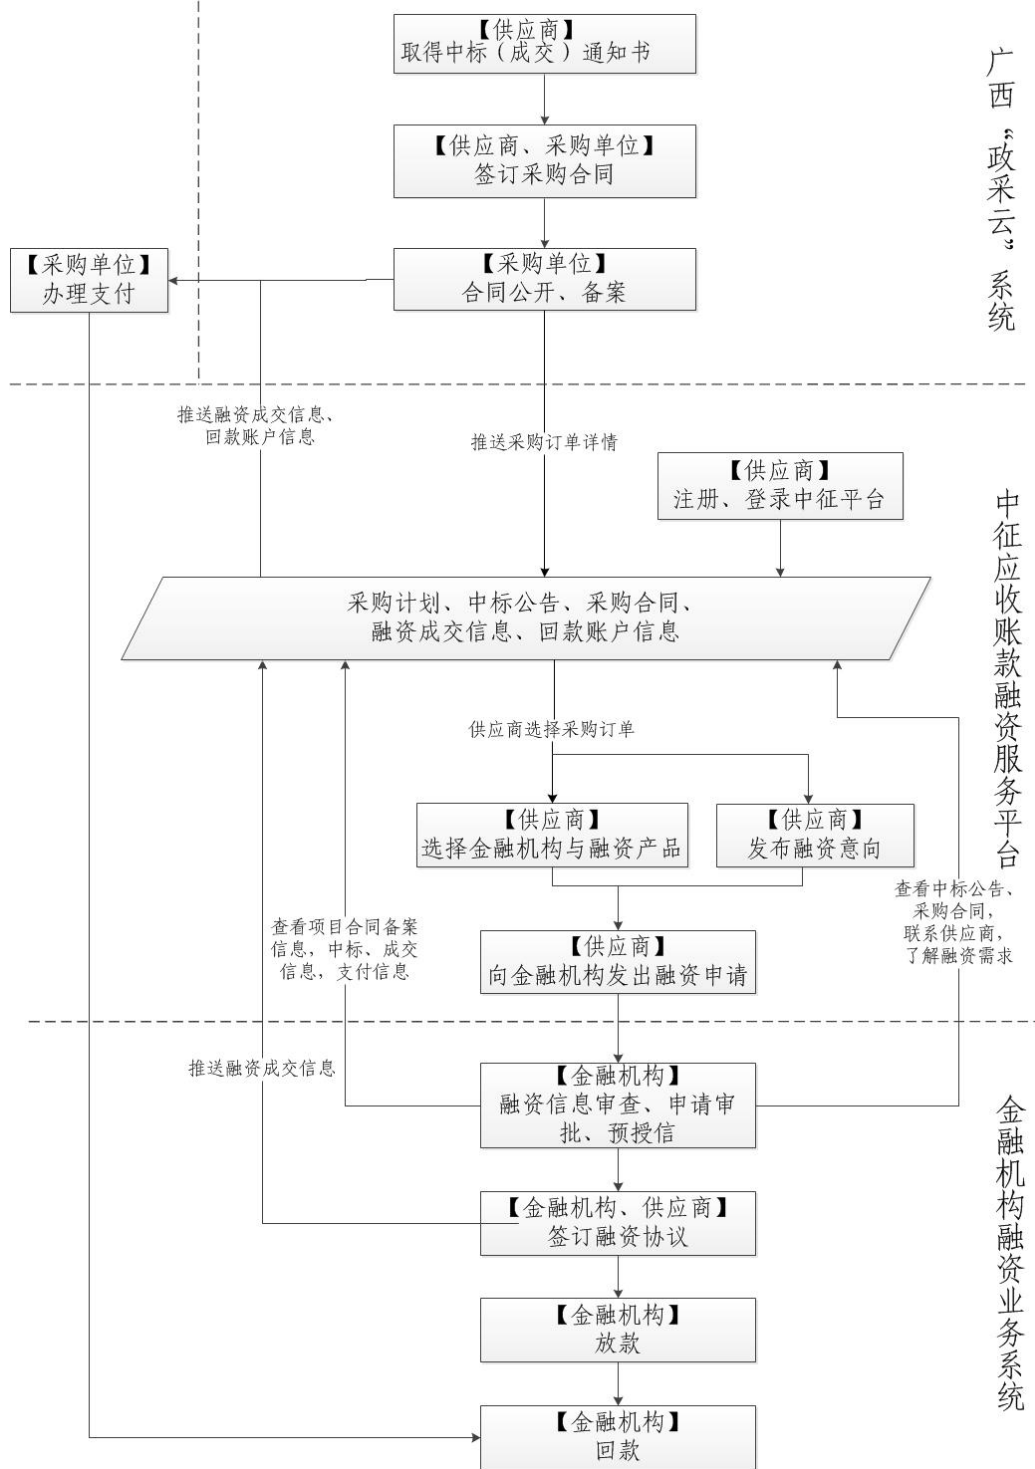 【供应商】
取得中标（成交）通知书
【供应商、采购单位】
签订采购合同
【采购单位】
合同公开、备案
【采购单位】
办理支付
广西“政采云”系统
推送融资成交信息、
回款账户信息
推送采购订单详情
【供应商】
注册、登录中征平台
采购计划、中标公告、采购合同、
融资成交信息、回款账户信息
中征应收账款融资服务平台
供应商选择采购订单
【供应商】
选择金融机构与融资产品
【供应商】
发布融资意向
查看中标公告、
采购合同，
联系供应商，
了解融资需求
查看项目合同备案
信息，中标、成交
信息，支付信息
【供应商】
向金融机构发出融资申请
推送融资成交信息
【金融机构】
融资信息审查、申请审
批、预授信
【金融机构、供应商】
签订融资协议
【金融机构】
放款
【金融机构】
回款
金融机构融资业务系统